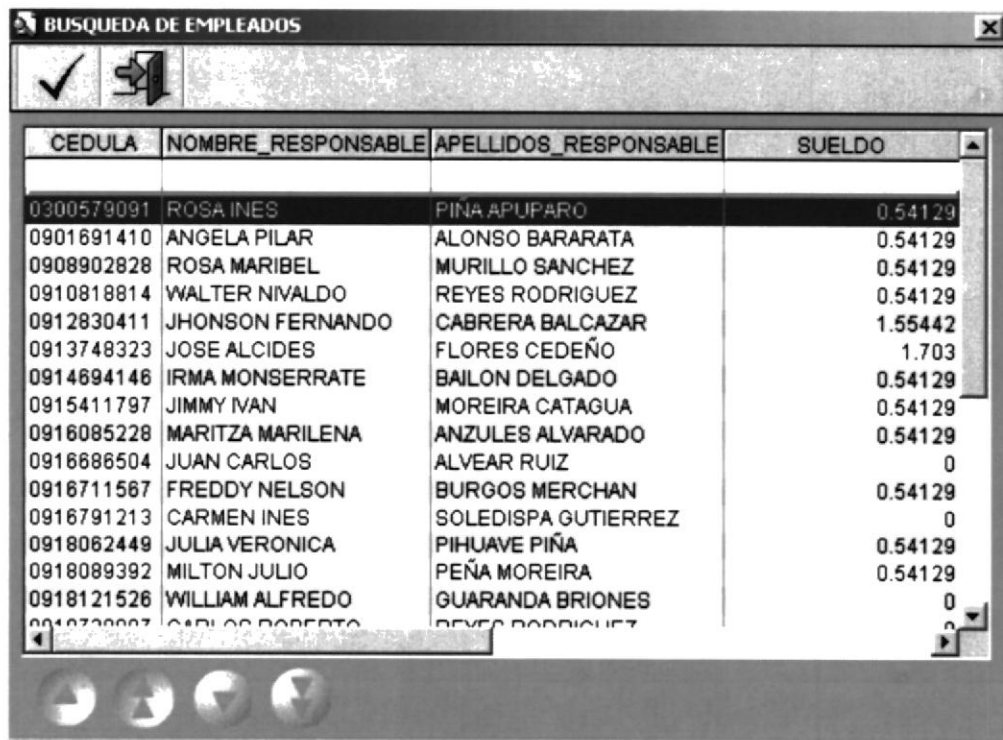 BUSQUEDA DE EMPLEADOS
CEDULA NOMBRE_RESPONSABLE APELLIDOS_RESPONSABLE SUELDO
0300579091 ROSA INES PIÑA APUPARO 0.54129
0901691410 ANGELA PILAR ALONSO BARARATA 0.54129
0908902828 ROSA MARIBEL MURILLO SANCHEZ 0.54129
0910818814 WALTER NIVALDO REYES RODRIGUEZ 0.54129
0912830411 JHONSON FERNANDO CABRERA BALCAZAR 1.55442
0913748323 JOSE ALCIDES FLORES CEDEÑO 1.703
0914694146 IRMA MONSERRATE BAILON DELGADO 0.54129
0915411797 JIMMY IVAN MOREIRA CATAGUA 0.54129
0916085228 MARITZA MARILENA ANZULES ALVARADO 0.54129
0916686504 JUAN CARLOS ALVEAR RUIZ 0
0916711567 FREDDY NELSON BURGOS MERCHAN 0.54129
0916791213 CARMEN INES SOLEDISPA GUTIERREZ 0
0918062449 JULIA VERONICA PIHUAVE PIÑA 0.54129
0918089392 MILTON JULIO PEÑA MOREIRA 0.54129
0918121526 WILLIAM ALFREDO GUARANDA BRIONES 0
CARLOS ROBERTO REYES RODRIGUEZ 0